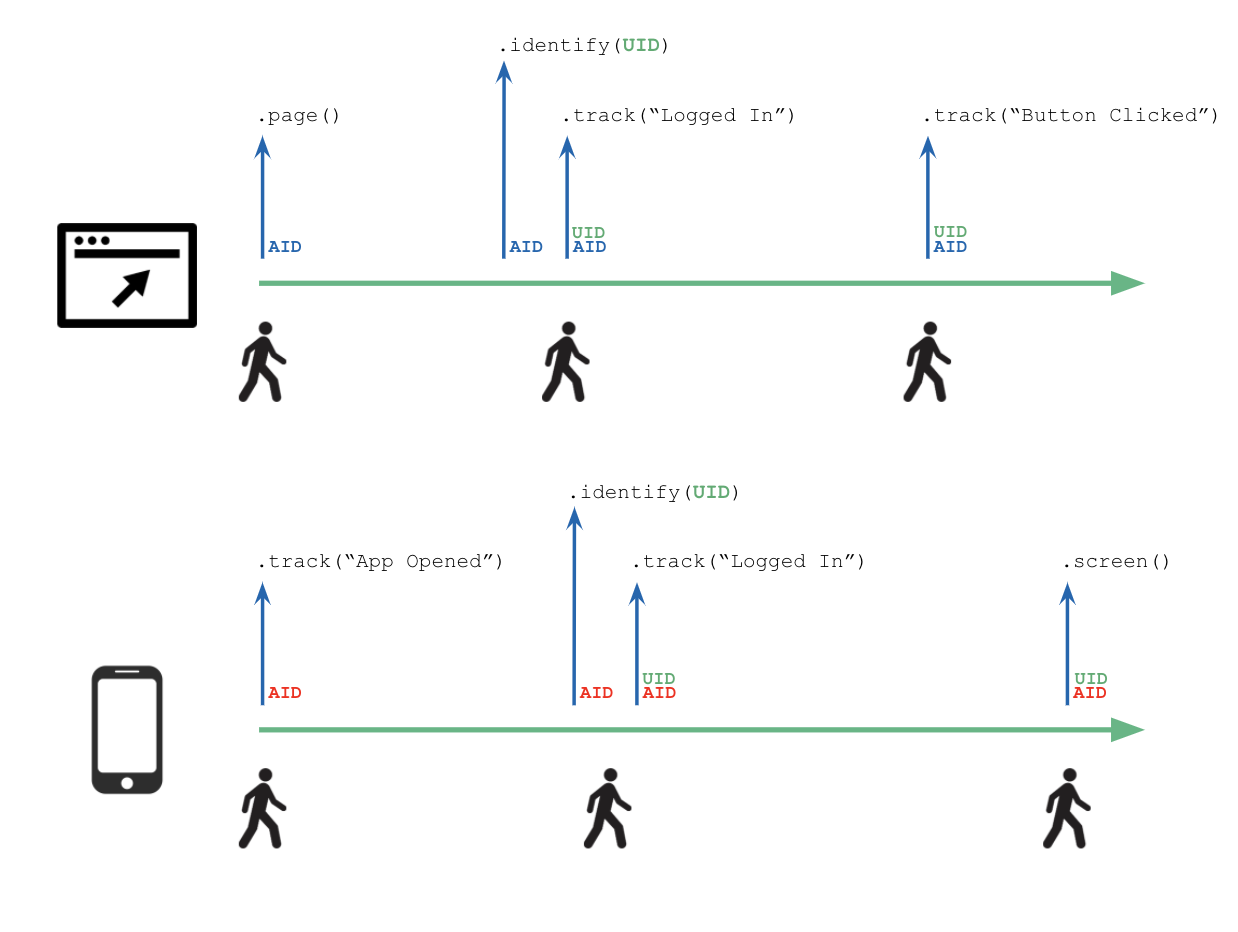 .identify(UID)
.page()
.track(“Logged In”)
.track(“Button Clicked”)
UID
UID
AID
AID
AID
AID
.identify(UID)
.track(“App Opened”)
.track(“Logged In”)
.screen()
UID
UID
AID
AID
AID
AID